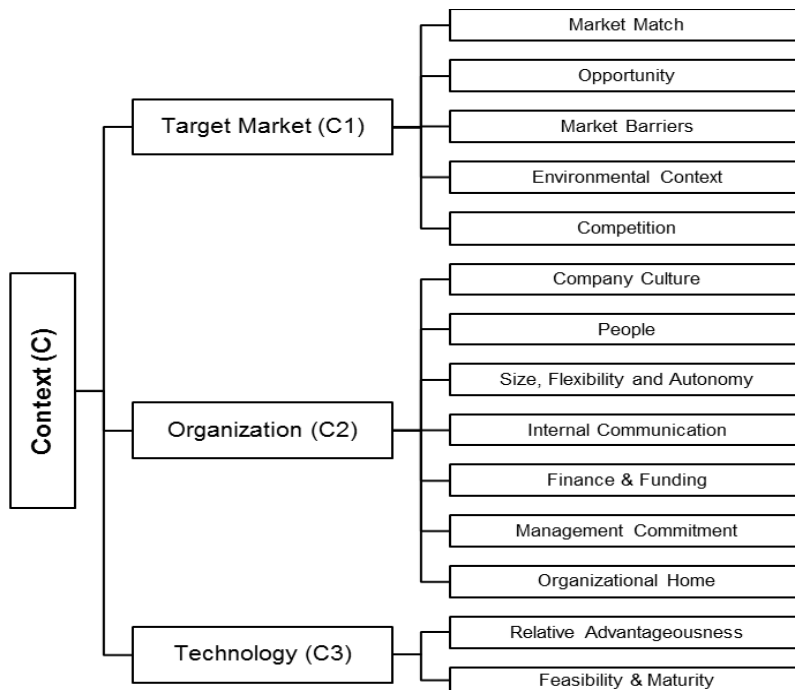 Context (C)
Target Market (C1)
Market Match
Opportunity
Market Barriers
Environmental Context
Competition
Organization (C2)
Company Culture
People
Size, Flexibility and Autonomy
Internal Communication
Finance & Funding
Management Commitment
Organizational Home
Technology (C3)
Relative Advantageousness
Feasibility & Maturity